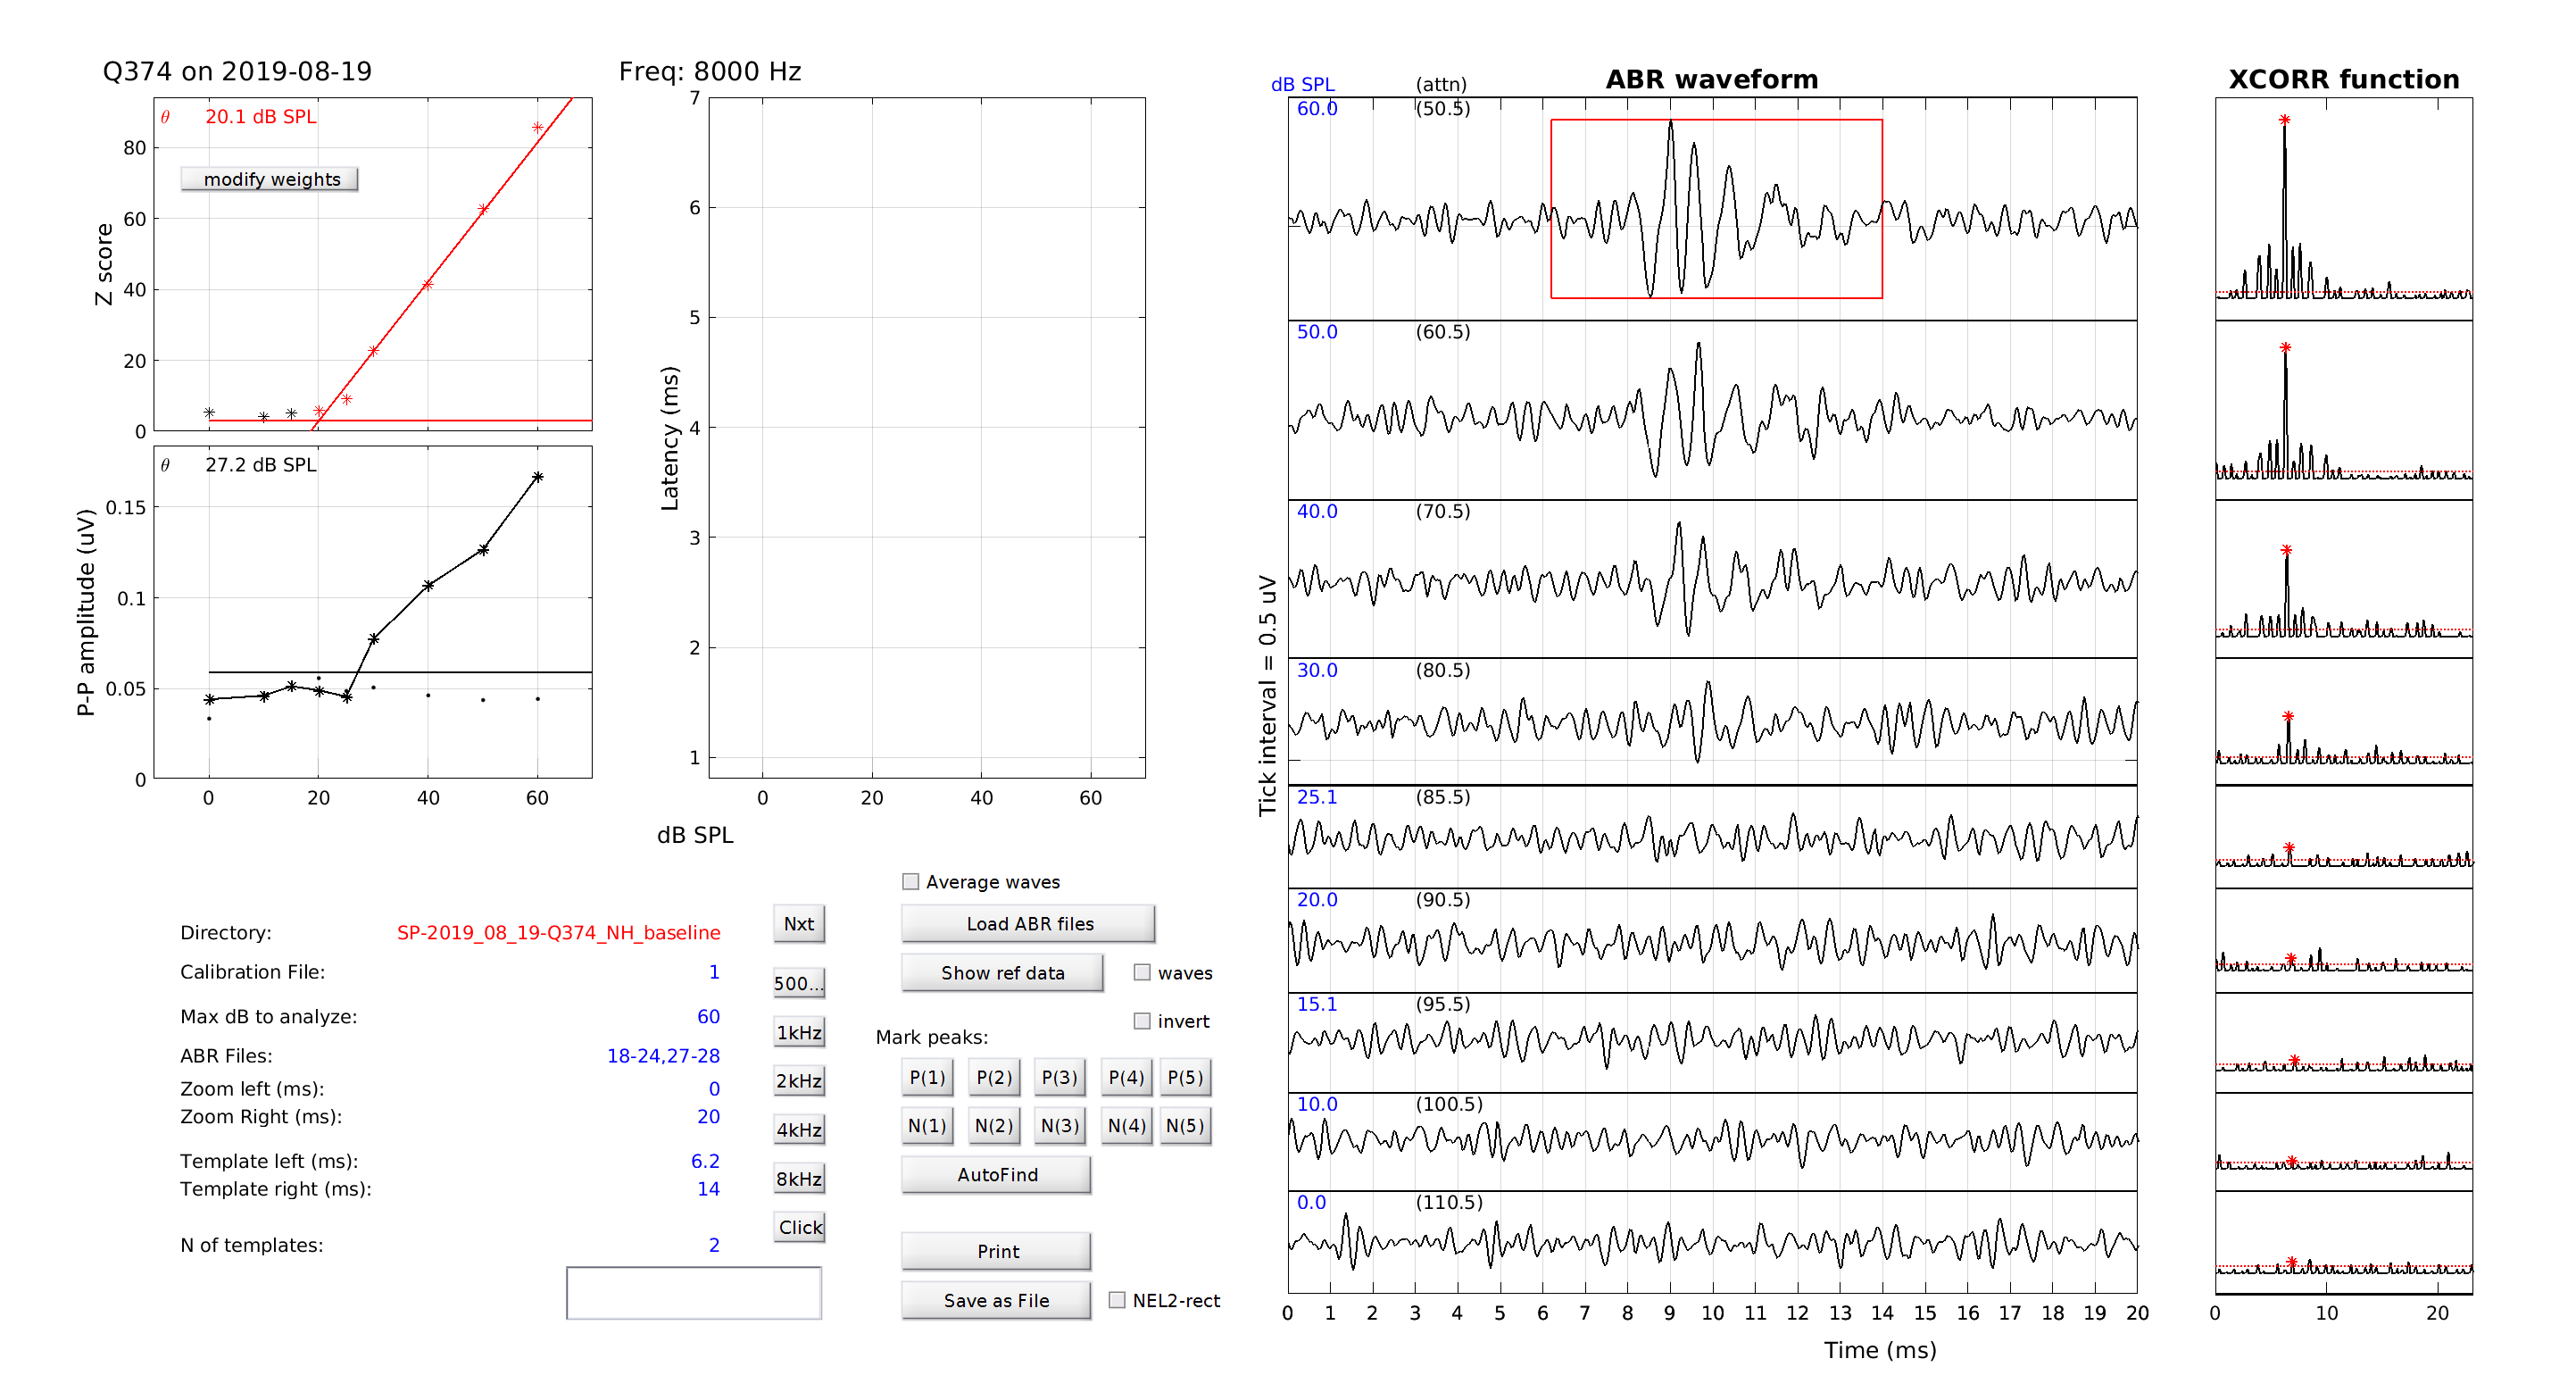 Q374 on 2019-08-19
θ 20.1 dB SPL
modify weights
Z score
80
60
40
20
0
θ 27.2 dB SPL
P-P amplitude (uV)
0.15
0.1
0.05
0
0 20 40 60
Freq: 8000 Hz
Latency (ms)
7
6
5
4
3
2
1
0 20 40 60
dB SPL
Directory: SP-2019_08_19-Q374_NH_baseline
Calibration File: 1
Max dB to analyze: 60
ABR Files: 18-24,27-28
Zoom left (ms): 0
Zoom Right (ms): 20
Template left (ms): 6.2
Template right (ms): 14
N of templates: 2
Nxt
500...
1kHz
2kHz
4kHz
8kHz
Click
Average waves
Load ABR files
Show ref data
waves
invert
Mark peaks:
P(1) P(2) P(3) P(4) P(5)
N(1) N(2) N(3) N(4) N(5)
AutoFind
Print
Save as File
NEL2-rect
ABR waveform
dB SPL (attn)
60.0 (50.5)
50.0 (60.5)
40.0 (70.5)
30.0 (80.5)
25.1 (85.5)
20.0 (90.5)
15.1 (95.5)
10.0 (100.5)
0.0 (110.5)
Tick interval = 0.5 uV
0 1 2 3 4 5 6 7 8 9 10 11 12 13 14 15 16 17 18 19 20
Time (ms)
XCORR function
0 10 20